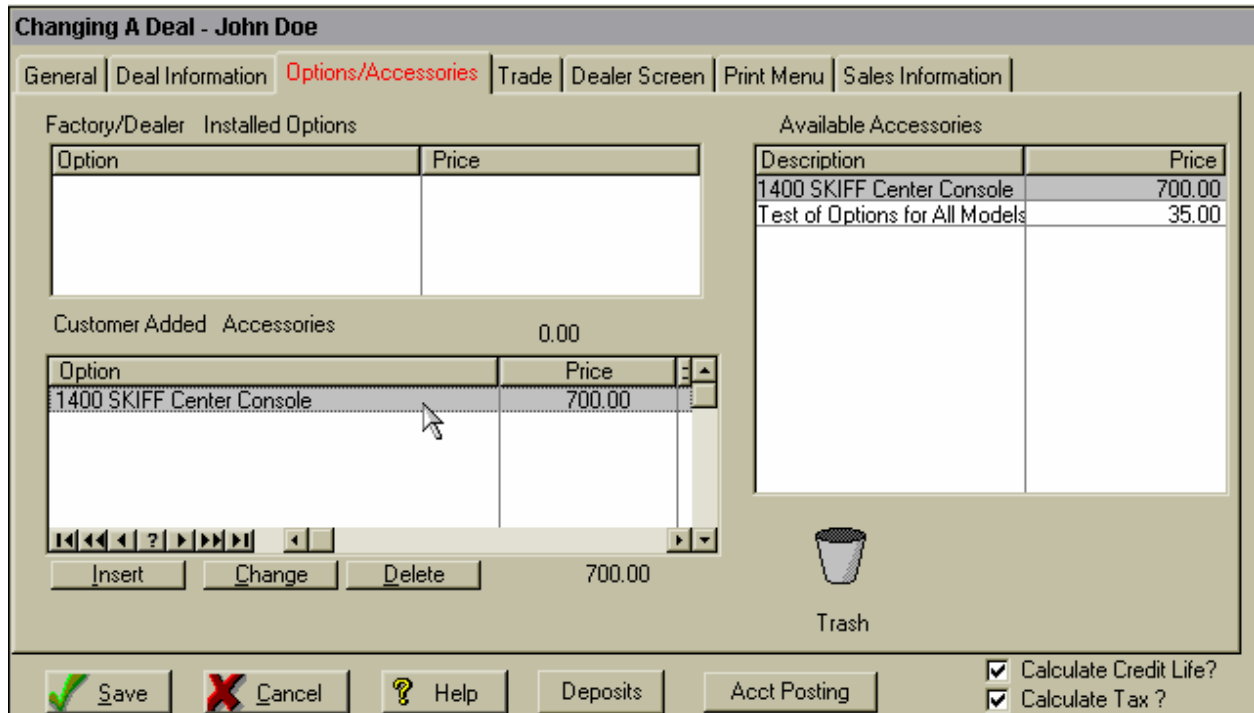 Changing A Deal - John Doe
General Deal Information Options/Accessories Trade Dealer Screen Print Menu Sales Information
Factory/Dealer Installed Options
Option Price
Customer Added Accessories 0.00
Option Price
1400 SKIFF Center Console 700.00
?
Insert Change Delete 700.00
Available Accessories
Description Price
1400 SKIFF Center Console 700.00
Test of Options for All Models 35.00
Trash
Save Cancel ? Help Deposits Acct Posting
Calculate Credit Life?
Calculate Tax ?